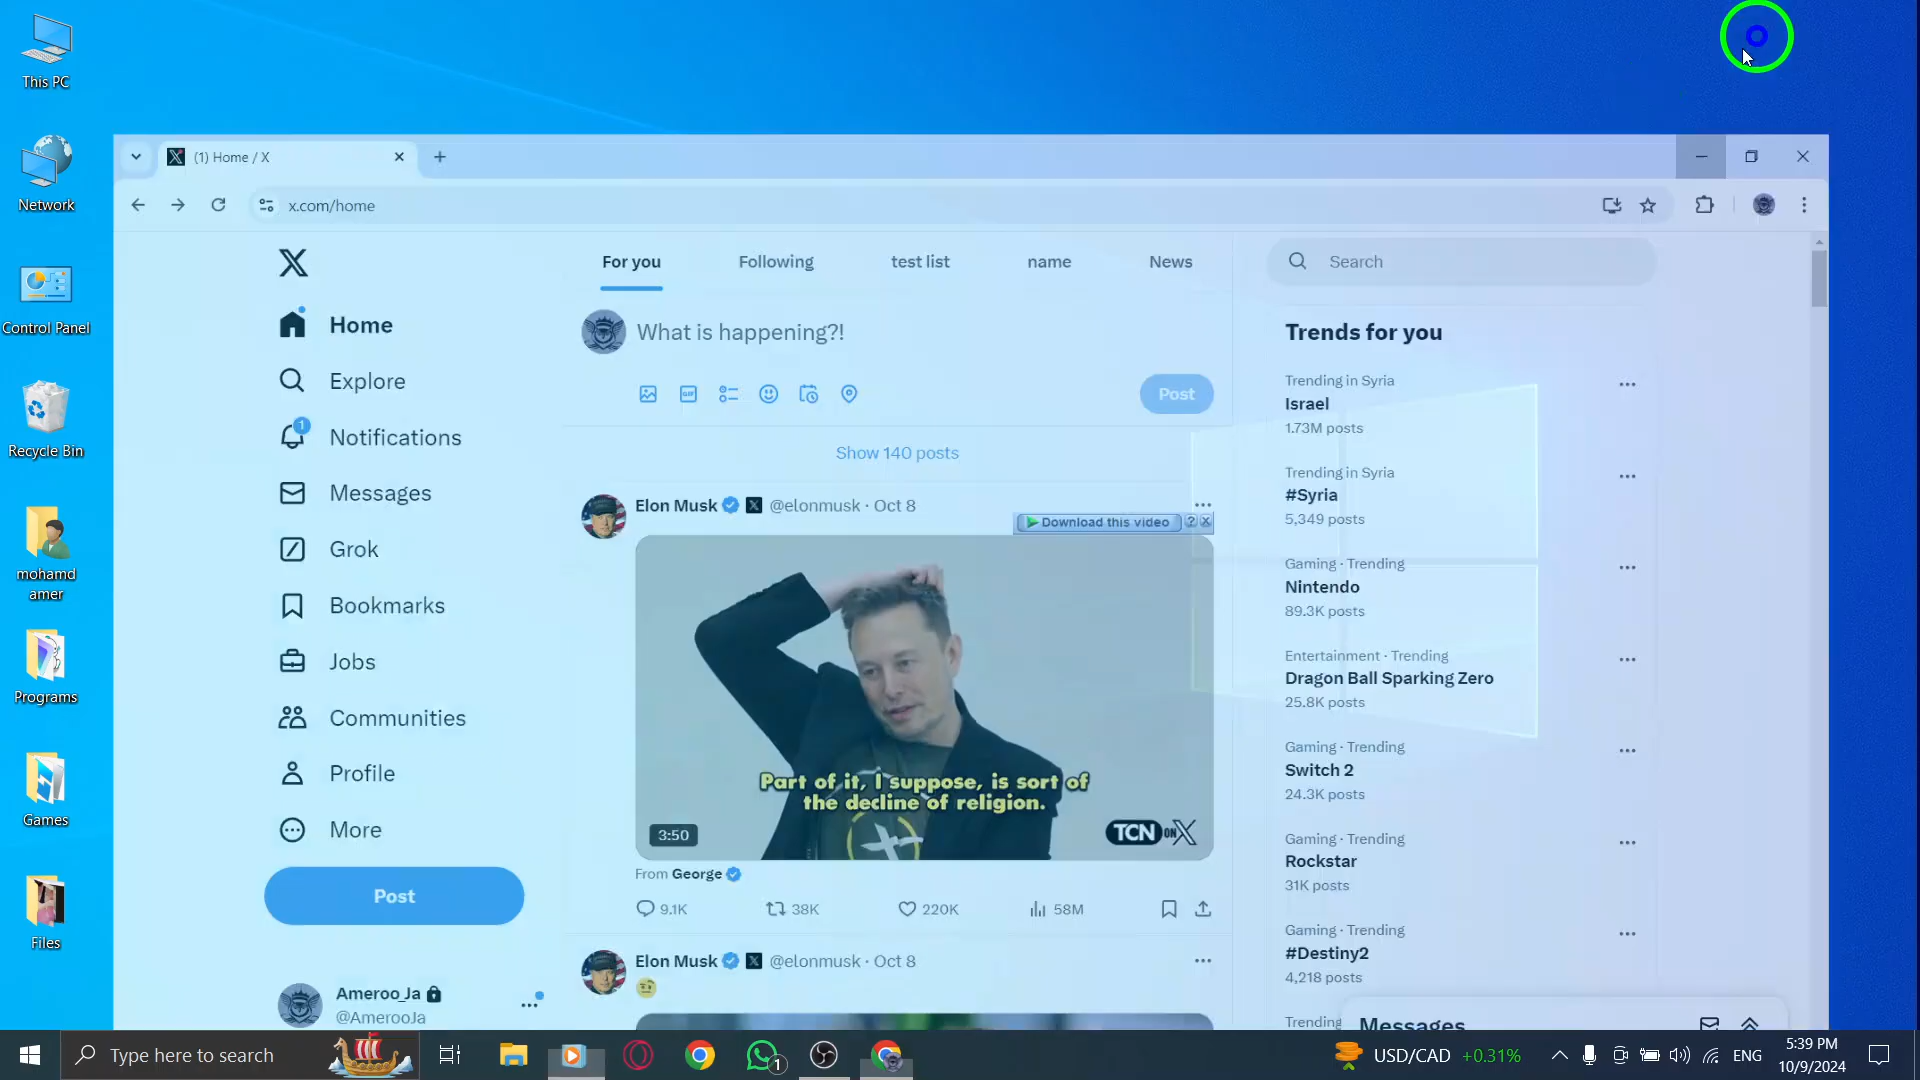 This PC
Network
Control Panel
Recycle Bin
mohamd
amer
Programs
Games
Files
(1) Home / X
x.com/home
Home
Explore
1
Notifications
Messages
Grok
Bookmarks
Jobs
Communities
Profile
More
Post
Ameroo_Ja
@AmerooJa
For you
Following
test list
name
News
What is happening?!
GIF
Post
Show 140 posts
Elon Musk @elonmusk · Oct 8
Download this video
Part of it, I suppose, is sort of
the decline of religion.
3:50
TCN on X
From George
9.1K
38K
220K
58M
Elon Musk @elonmusk · Oct 8
Search
Trends for you
Trending in Syria
Israel
1.73M posts
Trending in Syria
#Syria
5,349 posts
Gaming · Trending
Nintendo
89.3K posts
Entertainment · Trending
Dragon Ball Sparking Zero
25.8K posts
Gaming · Trending
Switch 2
24.3K posts
Gaming · Trending
Rockstar
31K posts
Gaming · Trending
#Destiny2
4,218 posts
Trending
Messages
Type here to search
1
USD/CAD +0.31%
ENG
5:39 PM
10/9/2024